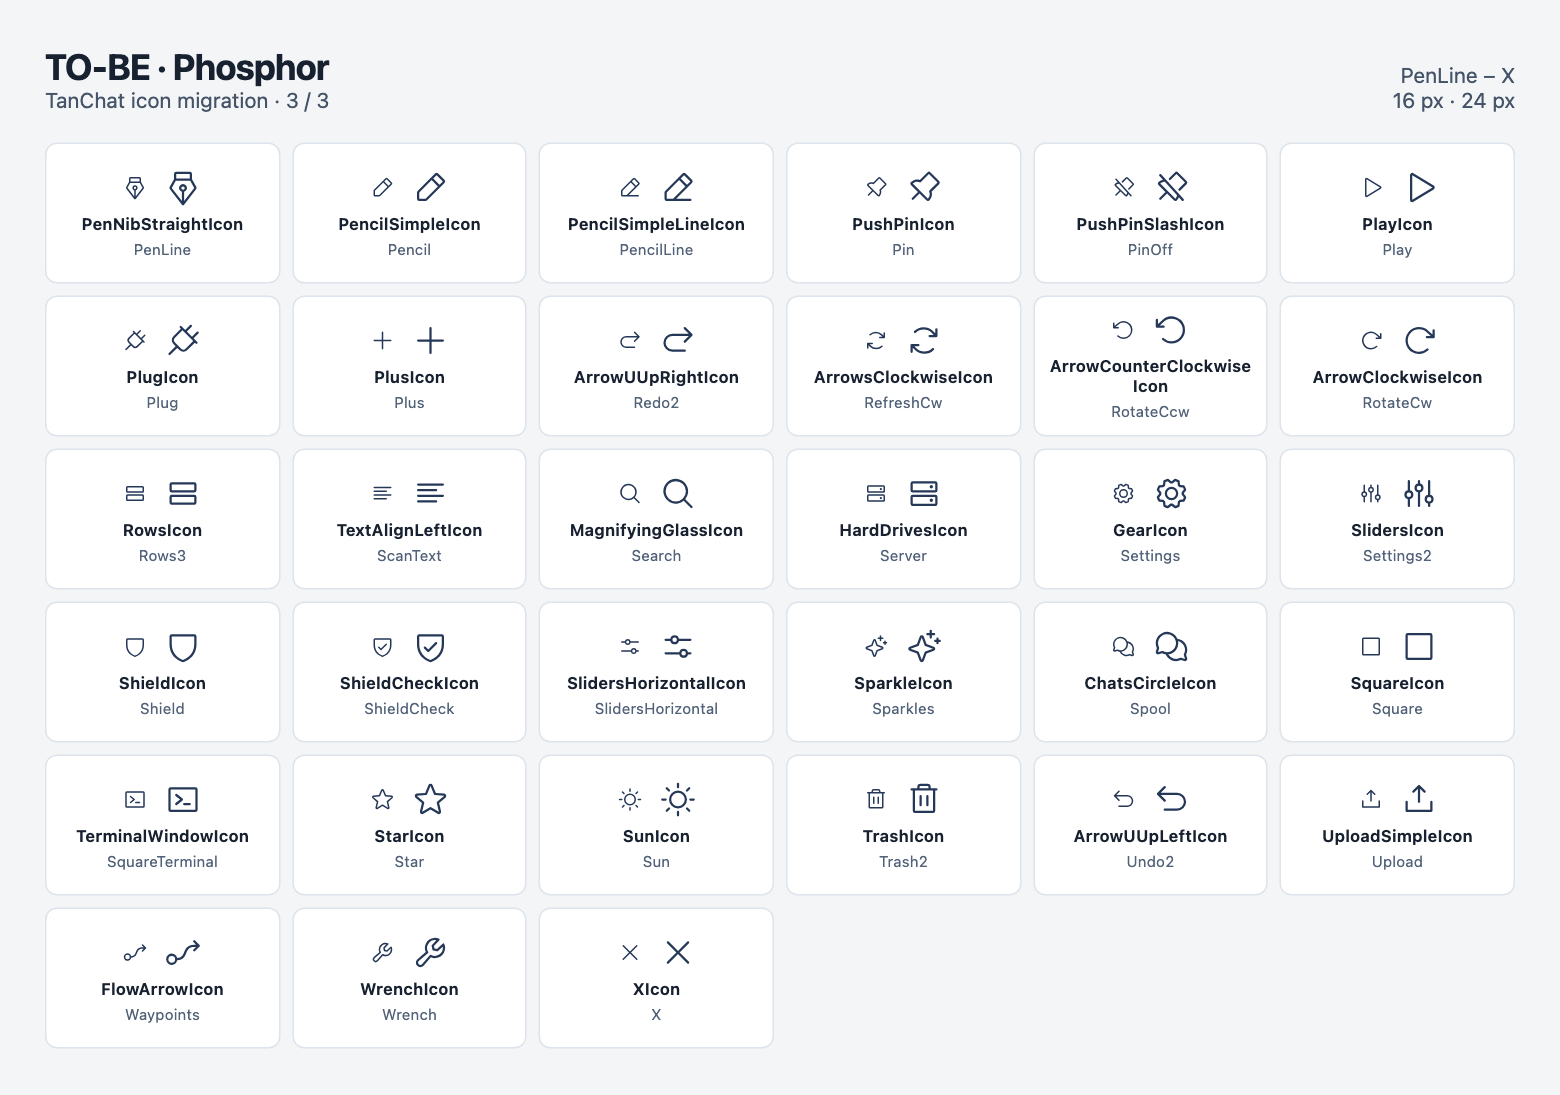 TO-BE · Phosphor
TanChat icon migration · 3 / 3
PenLine – X
16 px · 24 px
PenNibStraightIcon
PenLine
PencilSimpleIcon
Pencil
PencilSimpleLineIcon
PencilLine
PushPinIcon
Pin
PushPinSlashIcon
PinOff
PlayIcon
Play
PlugIcon
Plug
PlusIcon
Plus
ArrowUUpRightIcon
Redo2
ArrowsClockwiseIcon
RefreshCw
ArrowCounterClockwise
Icon
RotateCcw
ArrowClockwiseIcon
RotateCw
RowsIcon
Rows3
TextAlignLeftIcon
ScanText
MagnifyingGlassIcon
Search
HardDrivesIcon
Server
GearIcon
Settings
SlidersIcon
Settings2
ShieldIcon
Shield
ShieldCheckIcon
ShieldCheck
SlidersHorizontalIcon
SlidersHorizontal
SparkleIcon
Sparkles
ChatsCircleIcon
Spool
SquareIcon
Square
TerminalWindowIcon
SquareTerminal
StarIcon
Star
SunIcon
Sun
TrashIcon
Trash2
ArrowUUpLeftIcon
Undo2
UploadSimpleIcon
Upload
FlowArrowIcon
Waypoints
WrenchIcon
Wrench
XIcon
X